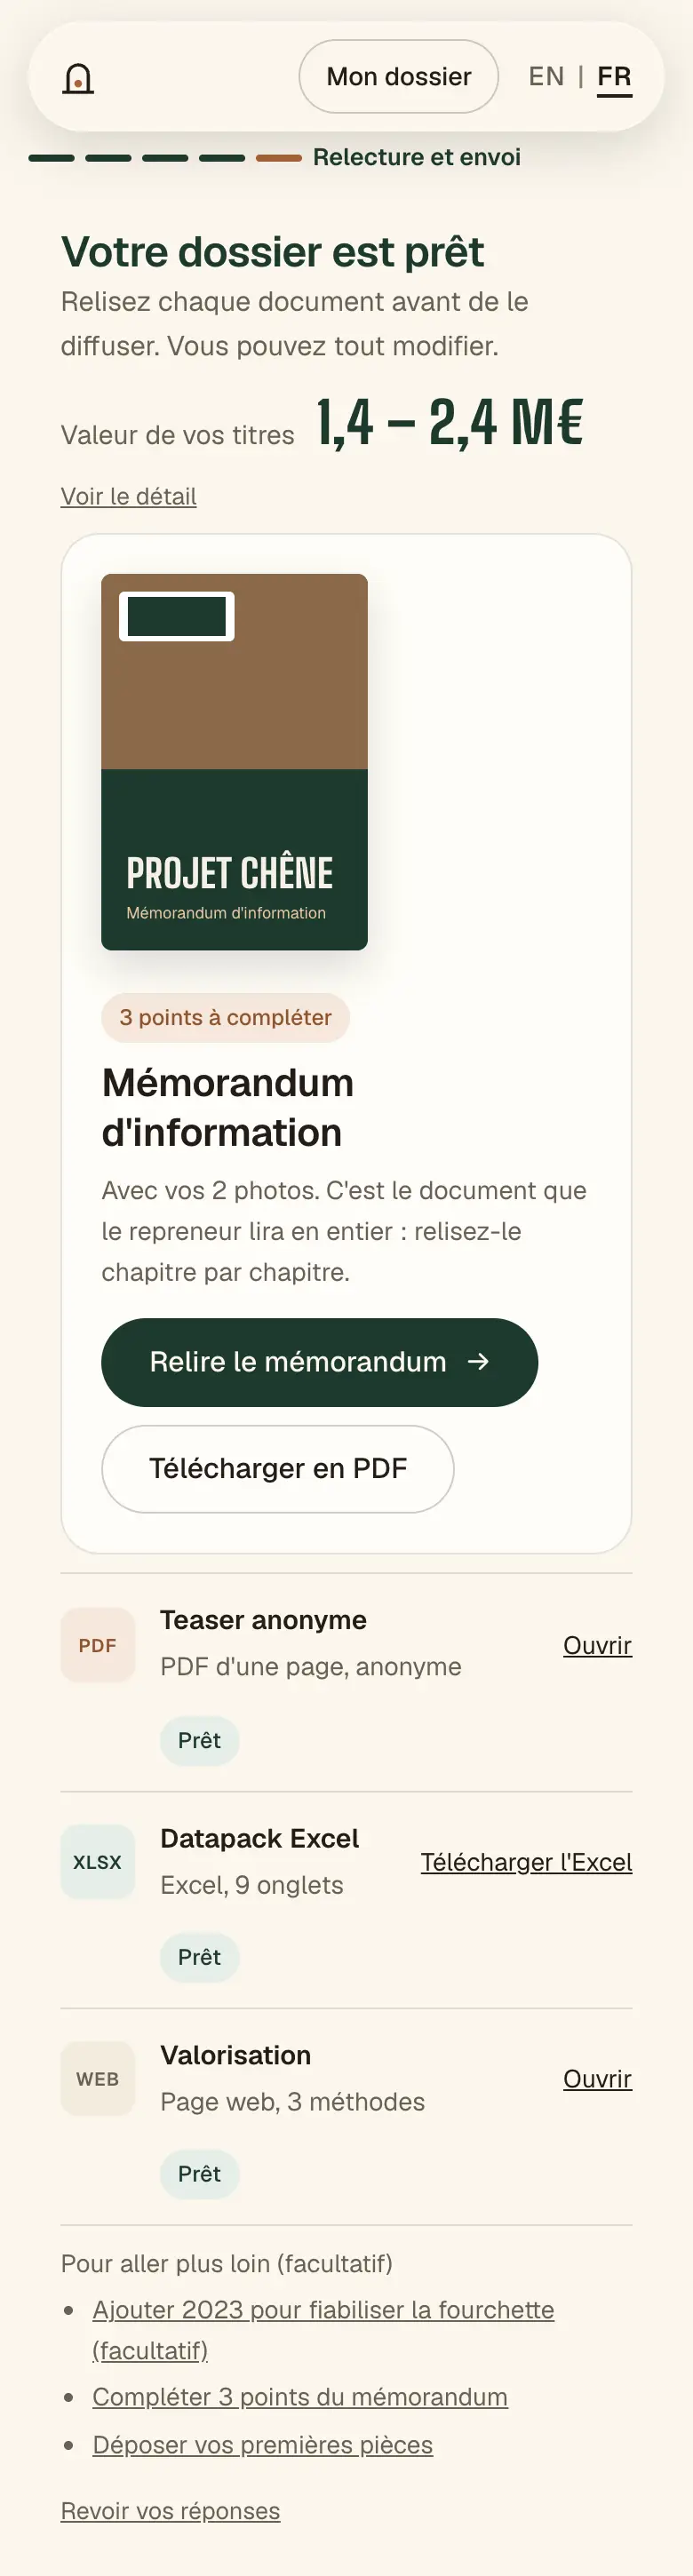 Mon dossier
EN | FR
Relecture et envoi
Votre dossier est prêt
Relisez chaque document avant de le
diffuser. Vous pouvez tout modifier.
Valeur de vos titres 1,4 – 2,4 M€
Voir le détail
PROJET CHÊNE
Mémorandum d'information
3 points à compléter
Mémorandum
d'information
Avec vos 2 photos. C'est le document que
le repreneur lira en entier : relisez-le
chapitre par chapitre.
Relire le mémorandum →
Télécharger en PDF
PDF
Teaser anonyme
PDF d'une page, anonyme
Ouvrir
Prêt
XLSX
Datapack Excel
Excel, 9 onglets
Télécharger l'Excel
Prêt
WEB
Valorisation
Page web, 3 méthodes
Ouvrir
Prêt
Pour aller plus loin (facultatif)
• Ajouter 2023 pour fiabiliser la fourchette
(facultatif)
• Compléter 3 points du mémorandum
• Déposer vos premières pièces
Revoir vos réponses